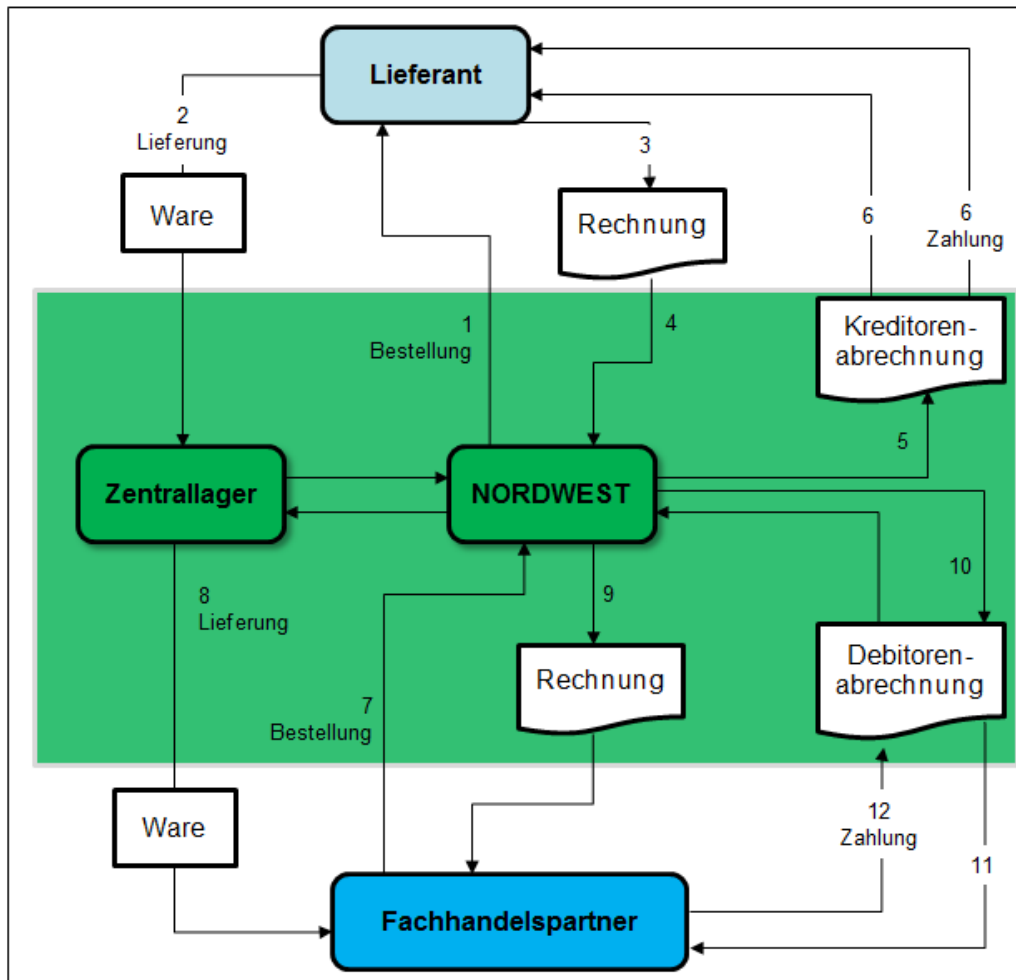 Lieferant
2
Lieferung
3
Ware
Rechnung
6
6
Zahlung
1
Bestellung
4
Kreditoren-
abrechnung
5
Zentrallager
NORDWEST
10
8
Lieferung
9
7
Bestellung
Rechnung
Debitoren-
abrechnung
Ware
12
Zahlung
11
Fachhandelspartner